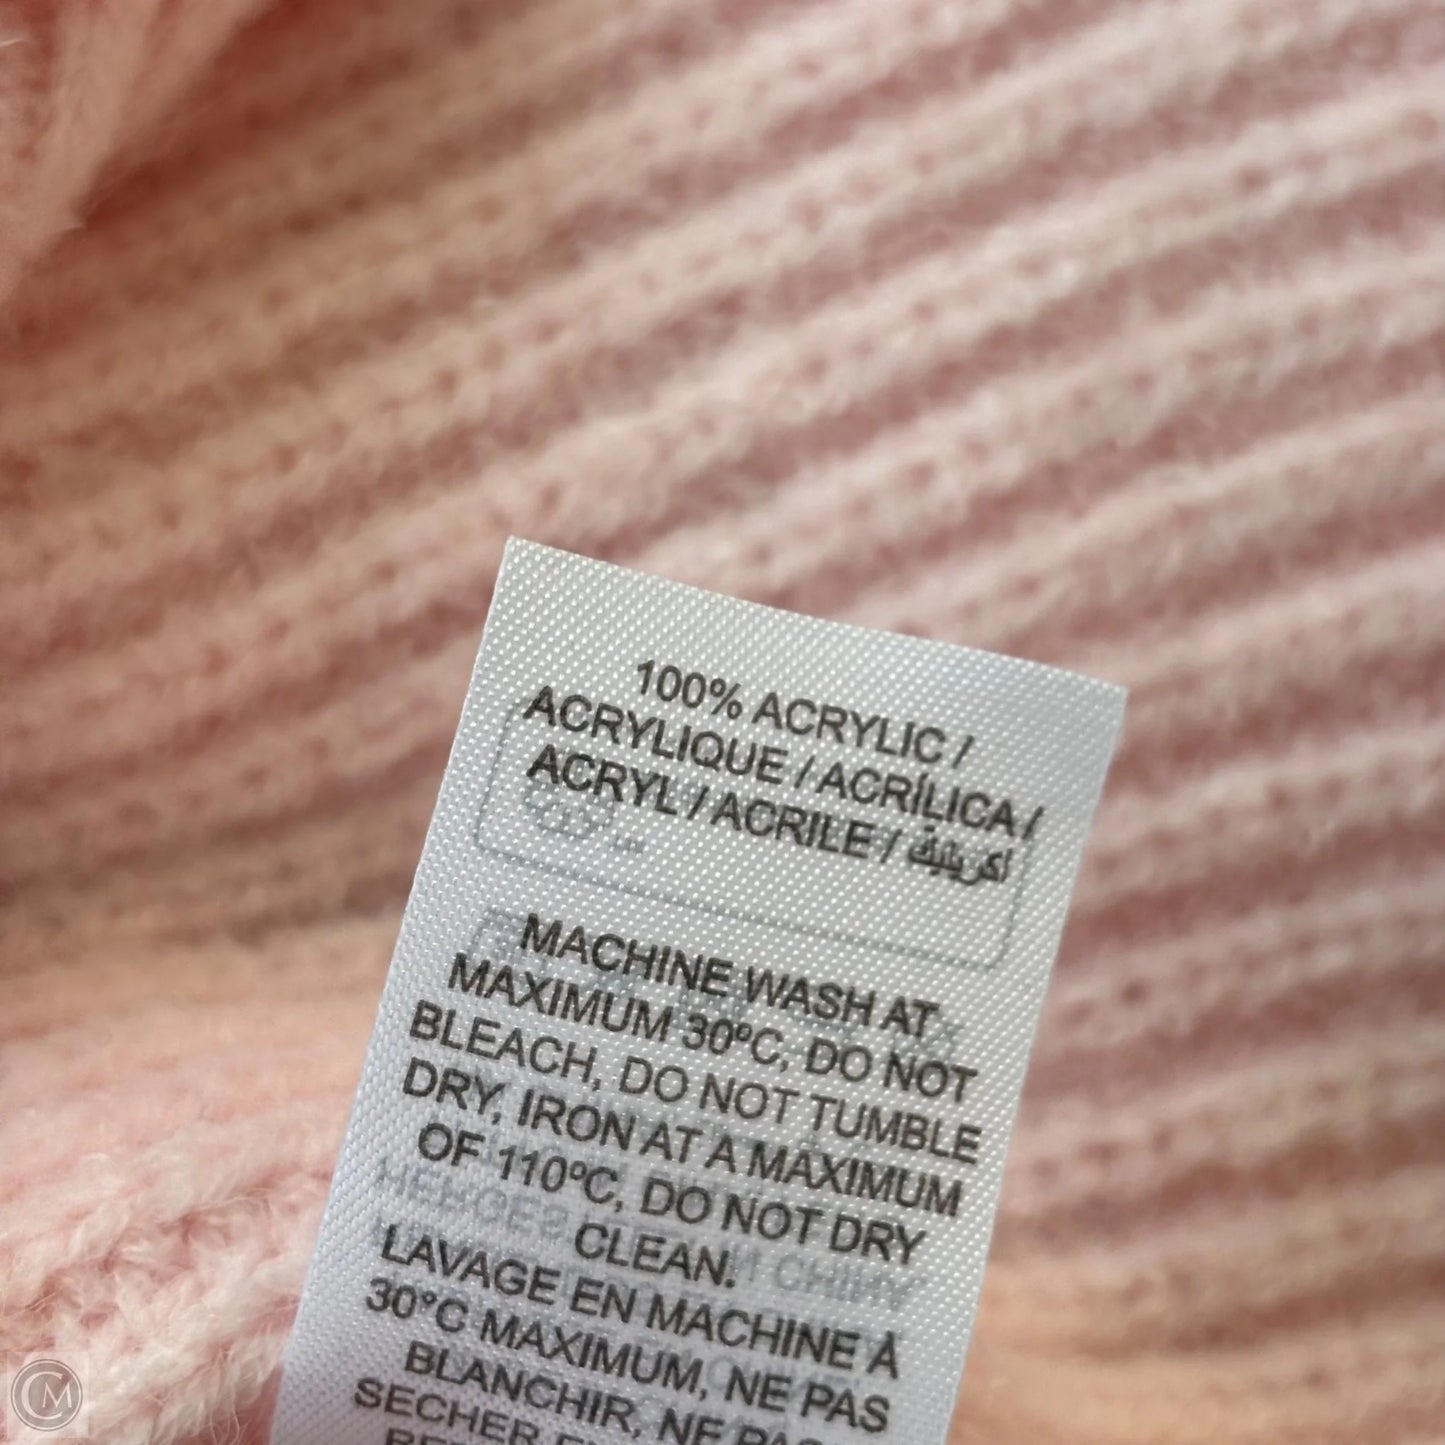 100% ACRYLIC /
ACRYLIQUE / ACRÍLICA /
ACRYL / ACRILE / أكريليك
MACHINE WASH AT
MAXIMUM 30ºC, DO NOT
BLEACH, DO NOT TUMBLE
DRY, IRON AT A MAXIMUM
OF 110ºC, DO NOT DRY
CLEAN.
LAVAGE EN MACHINE À
30°C MAXIMUM, NE PAS
BLANCHIR, NE PAS
SECHER
CM